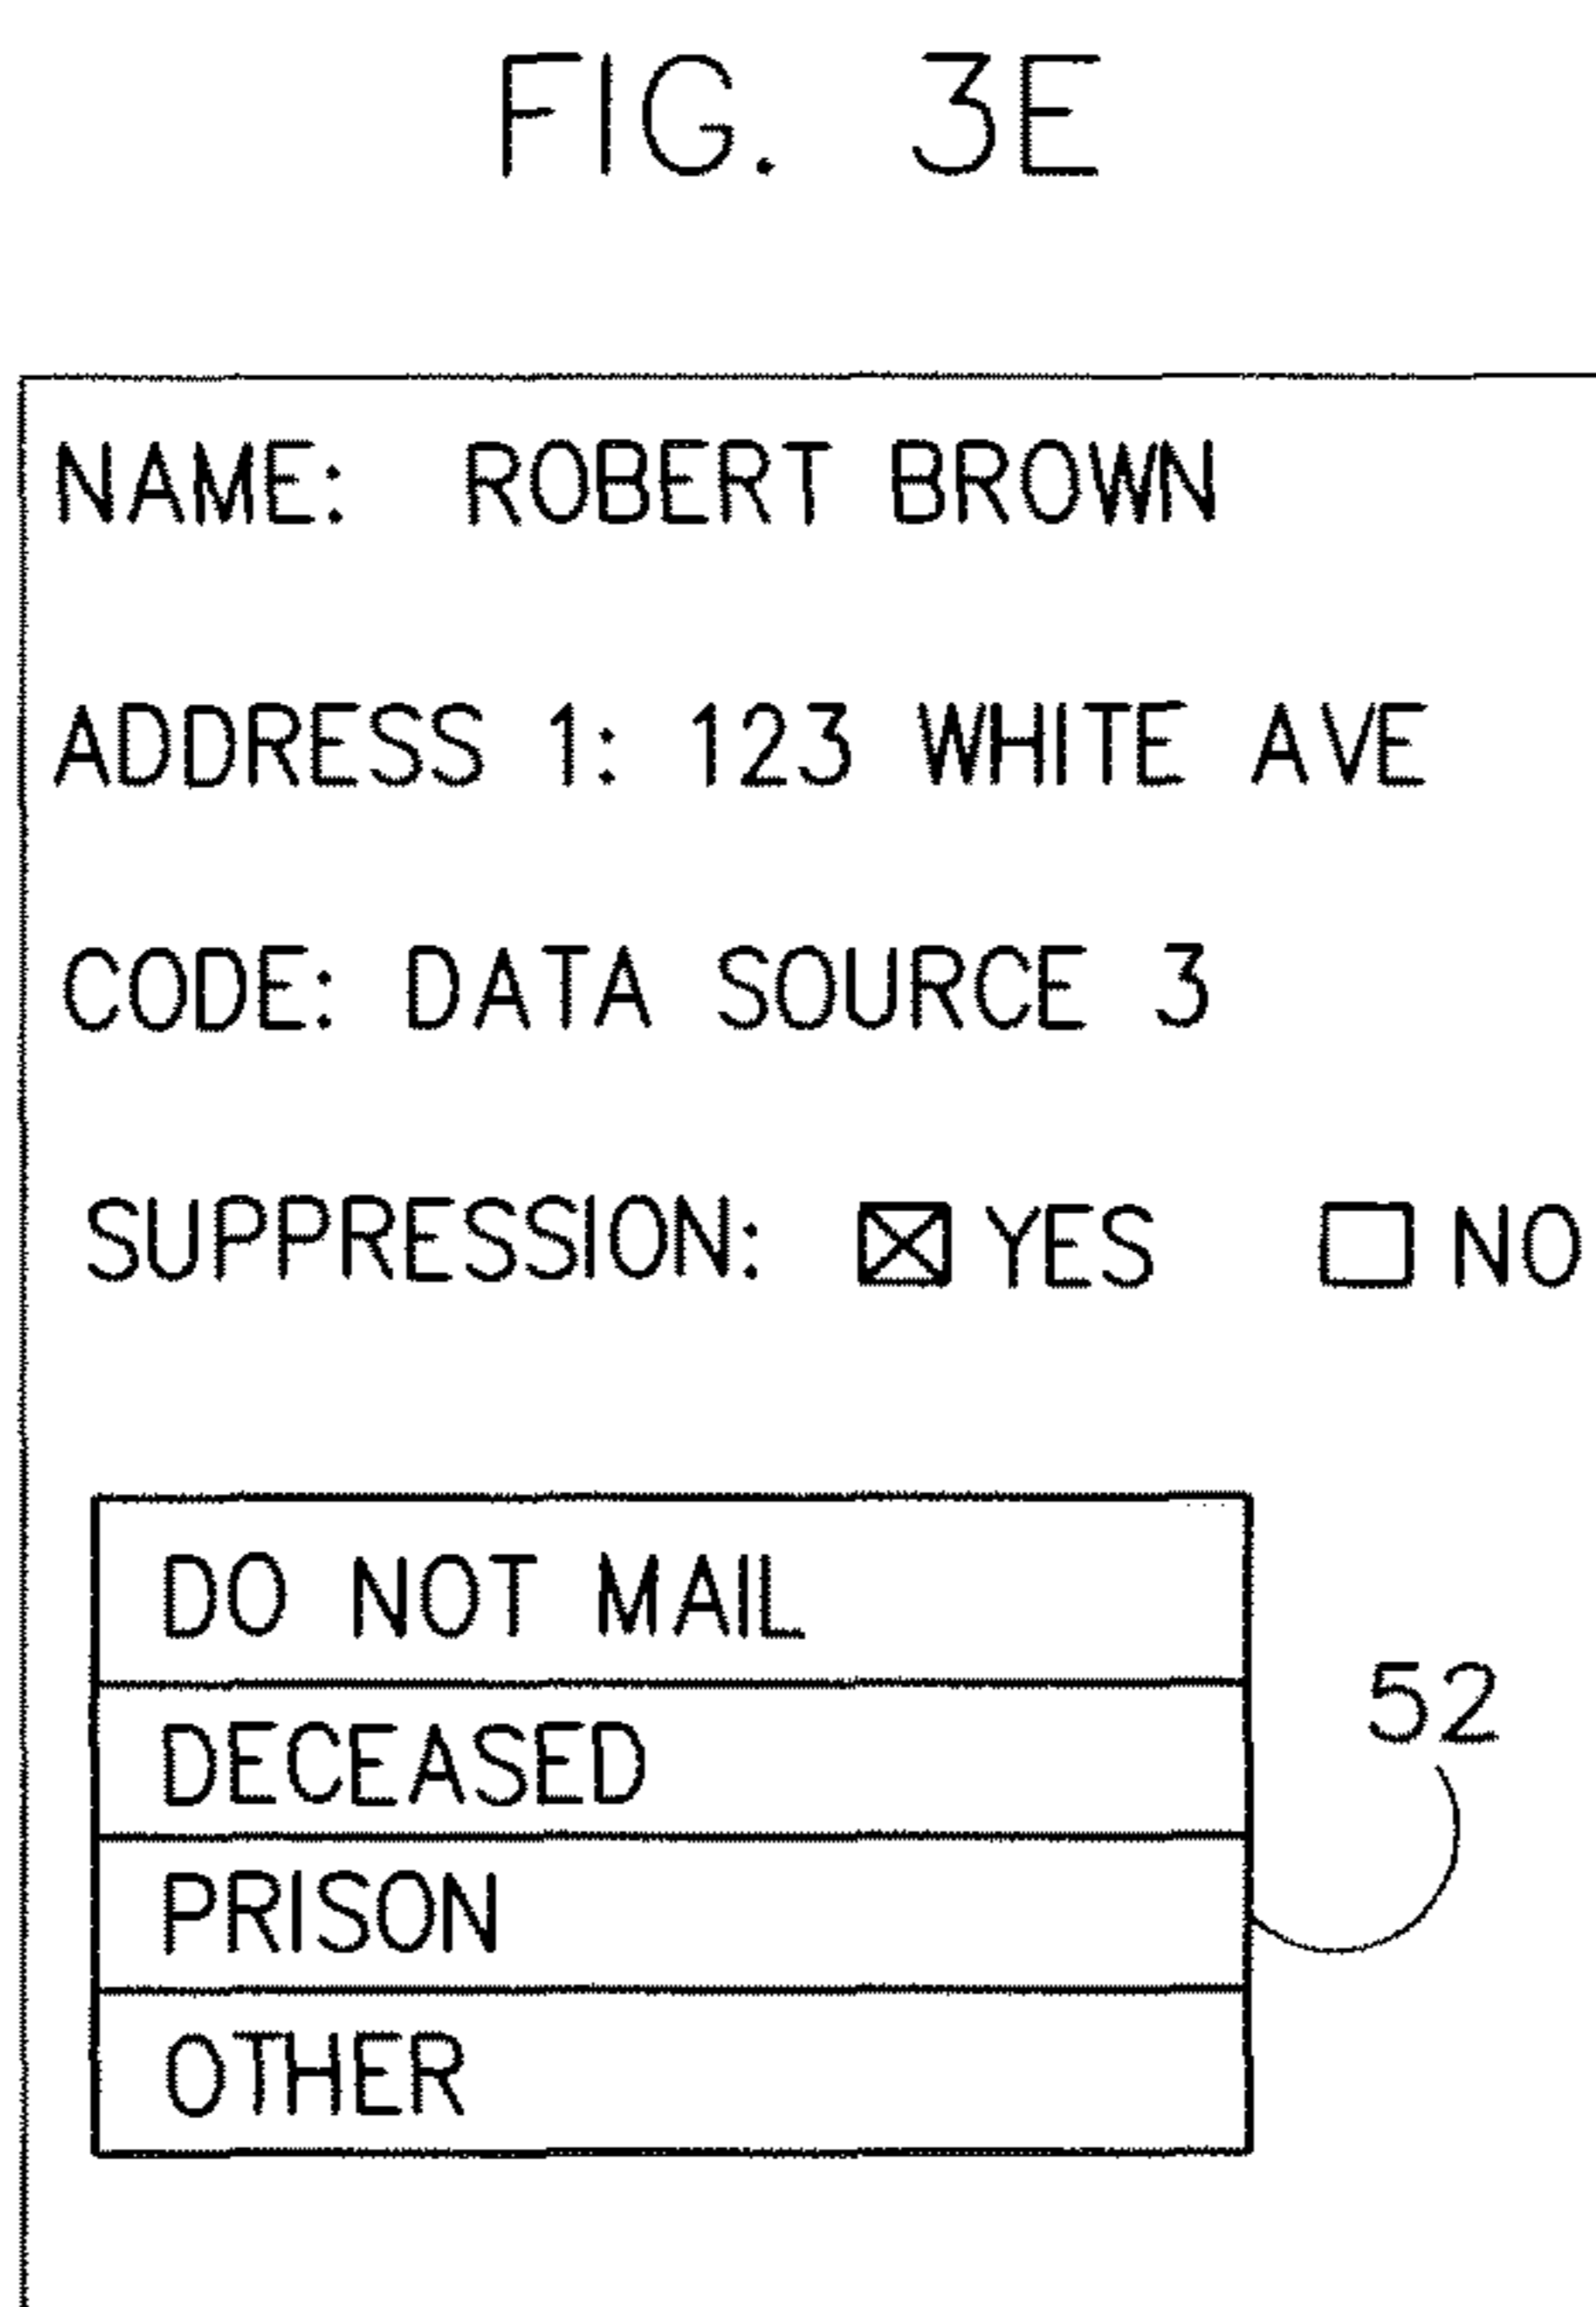 FIG. 3E
NAME: ROBERT BROWN
ADDRESS 1: 123 WHITE AVE
CODE: DATA SOURCE 3
SUPPRESSION: ☒ YES ☐ NO
DO NOT MAIL
DECEASED
52
PRISON
OTHER